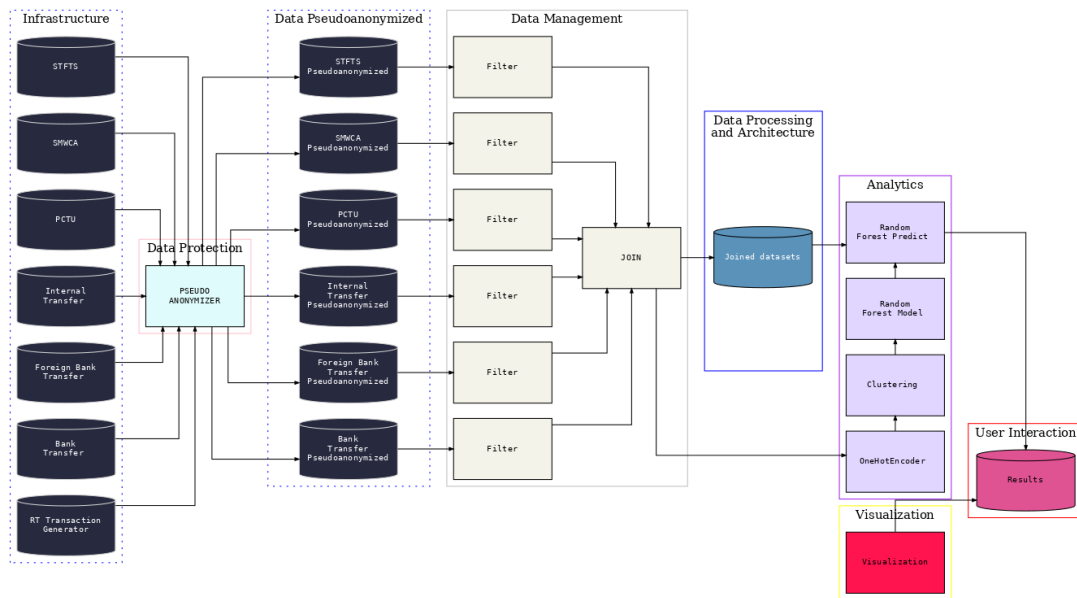 Infrastructure
STFTS
SMWCA
PCTU
Internal
Transfer
Foreign Bank
Transfer
Bank
Transfer
RT Transaction
Generator
Data Protection
PSEUDO
ANONYMIZER
Data Pseudoanonymized
STFTS
Pseudoanonymized
SMWCA
Pseudoanonymized
PCTU
Pseudoanonymized
Internal
Transfer
Pseudoanonymized
Foreign Bank
Transfer
Pseudoanonymized
Bank
Transfer
Pseudoanonymized
Data Management
Filter
Filter
Filter
Filter
Filter
Filter
JOIN
Data Processing
and Architecture
Joined datasets
Analytics
Random
Forest Predict
Random
Forest Model
Clustering
OneHotEncoder
User Interaction
Results
Visualization
Visualization